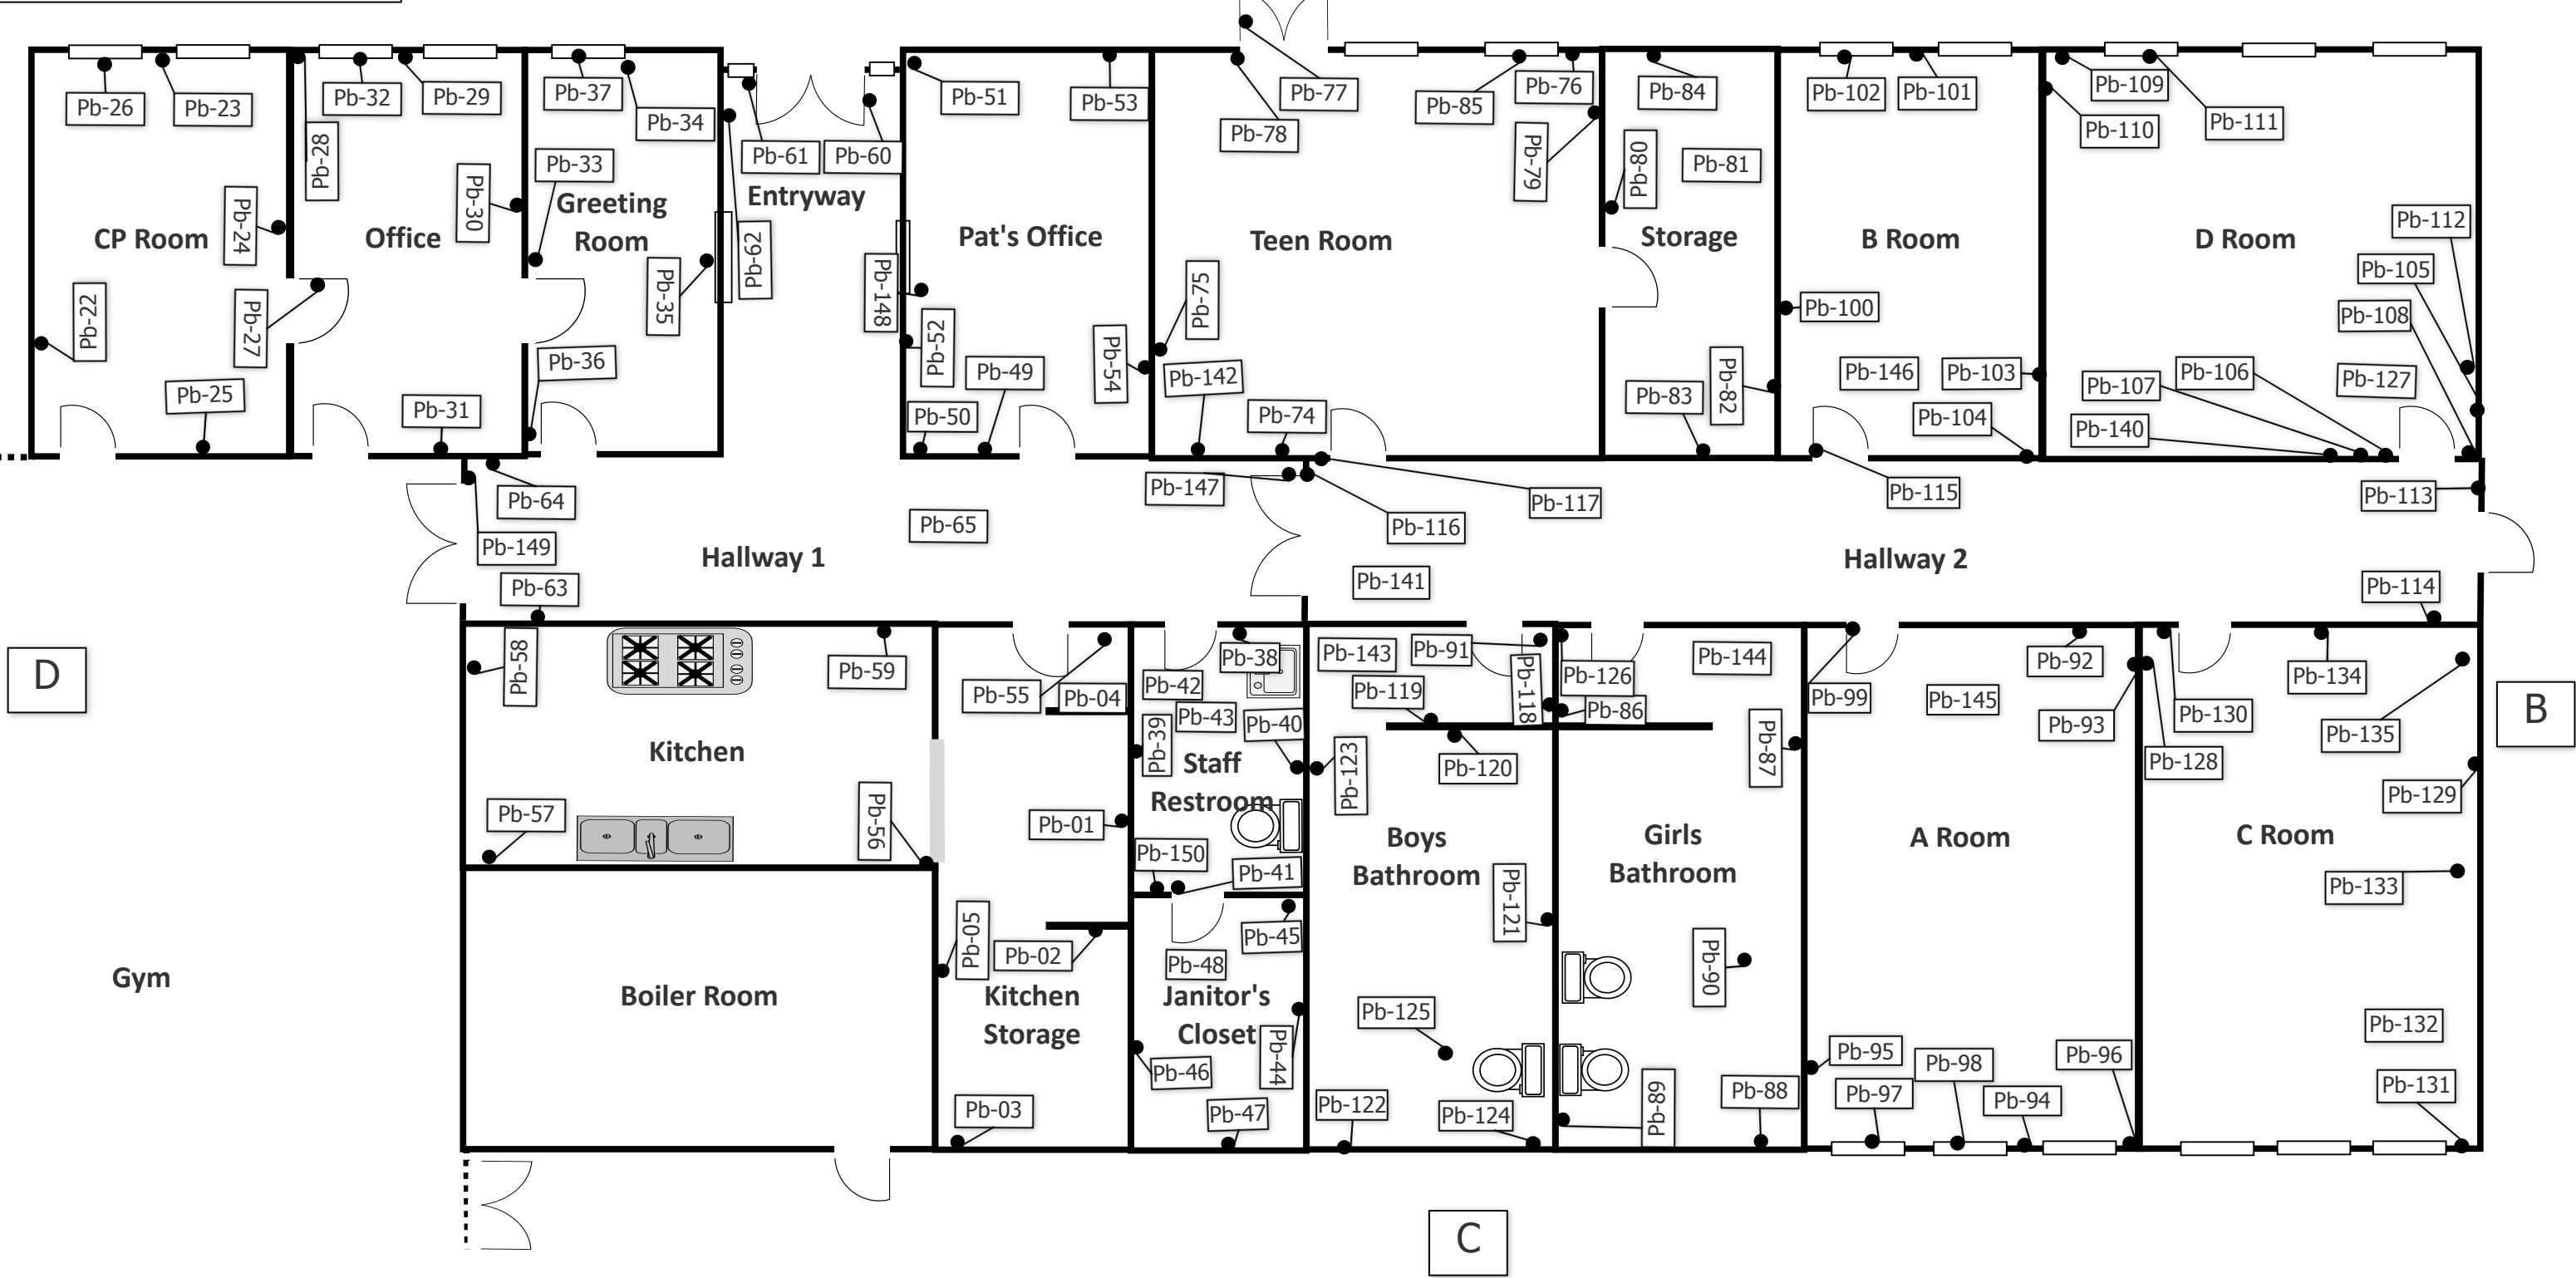 Pb-26
Pb-23
Pb-32
Pb-29
Pb-37
Pb-34
Pb-61
Pb-60
Pb-51
Pb-53
Pb-77
Pb-78
Pb-85
Pb-76
Pb-84
Pb-102
Pb-101
Pb-109
Pb-110
Pb-111
Pb-28
Pb-24
Pb-30
Pb-33
Pb-79
Pb-80
Pb-81
CP Room
Office
Greeting
Room
Entryway
Pat's Office
Teen Room
Storage
B Room
D Room
Pb-112
Pb-105
Pb-108
Pb-22
Pb-27
Pb-35
Pb-62
Pb-148
Pb-52
Pb-75
Pb-100
Pb-25
Pb-31
Pb-36
Pb-49
Pb-50
Pb-54
Pb-142
Pb-74
Pb-83
Pb-82
Pb-146
Pb-103
Pb-104
Pb-107
Pb-106
Pb-127
Pb-140
Pb-64
Pb-149
Pb-63
Pb-65
Pb-147
Pb-116
Pb-117
Pb-115
Pb-113
Hallway 1
Hallway 2
Pb-141
Pb-114
D
Pb-58
Pb-59
Pb-55
Pb-04
Pb-38
Pb-42
Pb-43
Pb-40
Pb-39
Pb-143
Pb-91
Pb-119
Pb-118
Pb-126
Pb-86
Pb-144
Pb-99
Pb-145
Pb-92
Pb-93
Pb-130
Pb-128
Pb-134
Pb-135
B
Kitchen
Staff
Restroom
Pb-123
Pb-120
Pb-87
Pb-129
Pb-57
Pb-56
Pb-01
Pb-150
Pb-41
Boys
Bathroom
Girls
Bathroom
A Room
C Room
Pb-133
Pb-121
Pb-05
Pb-02
Pb-45
Pb-48
Pb-90
Gym
Boiler Room
Kitchen
Storage
Janitor's
Closet
Pb-44
Pb-46
Pb-125
Pb-132
Pb-95
Pb-98
Pb-96
Pb-03
Pb-47
Pb-122
Pb-124
Pb-89
Pb-88
Pb-97
Pb-94
Pb-131
C